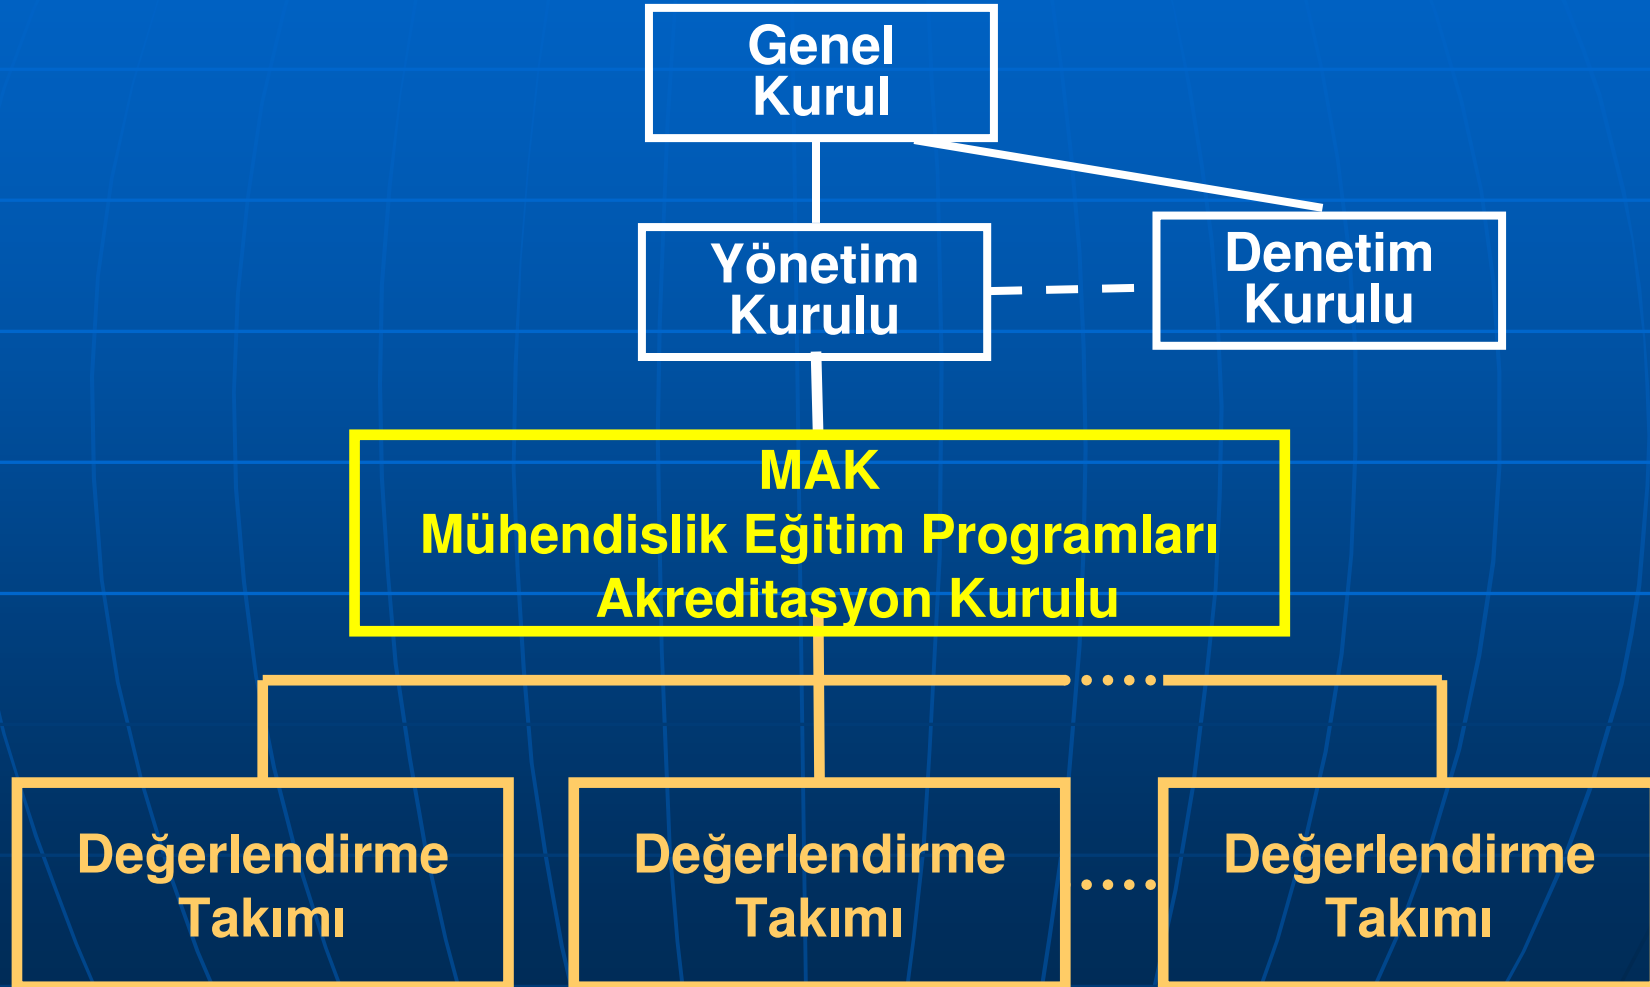 Genel
Kurul
Yönetim
Kurulu
Denetim
Kurulu
MAK
Mühendislik Eğitim Programları
Akreditasyon Kurulu
Değerlendirme
Takımı
Değerlendirme
Takımı
Değerlendirme
Takımı